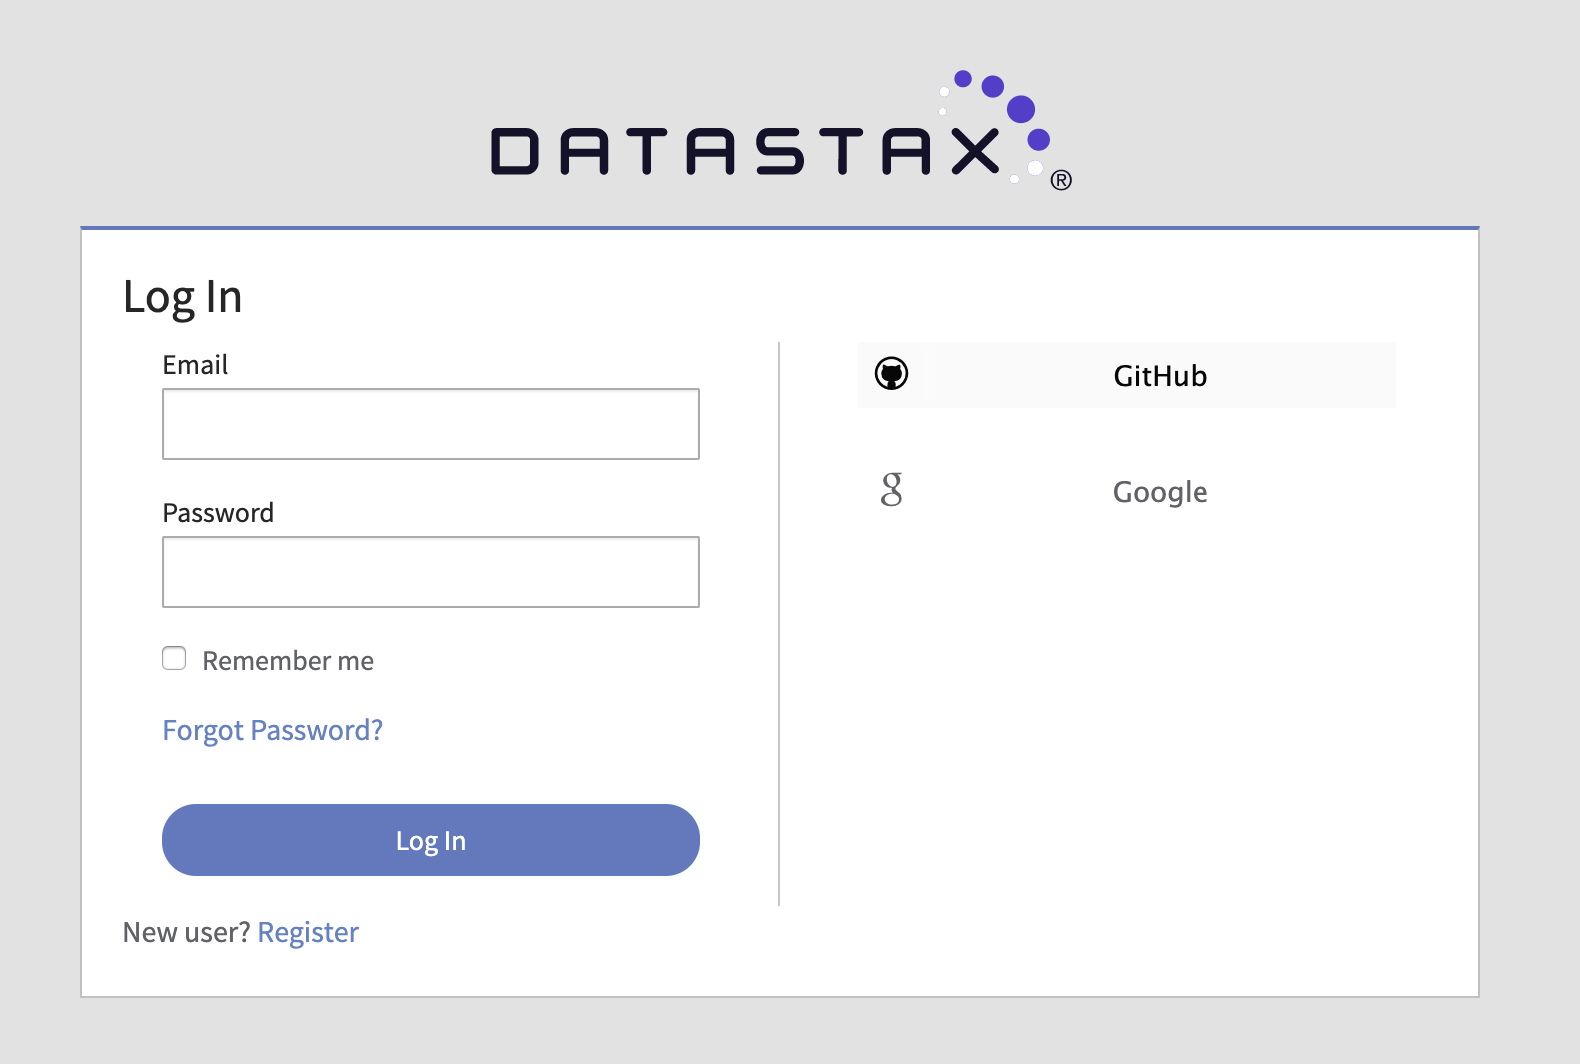 DATASTAX®
Log In
Email
Password
Remember me
Forgot Password?
Log In
New user? Register
GitHub
g
Google